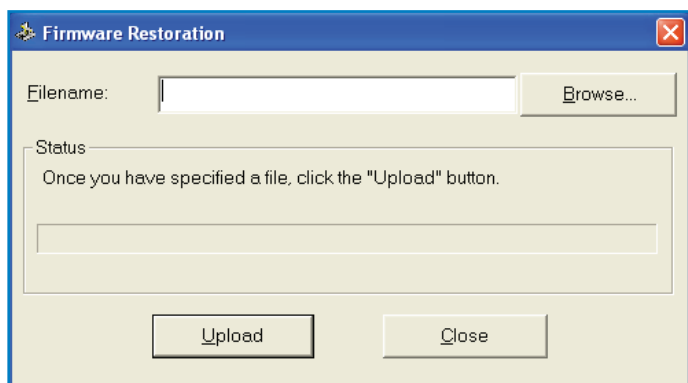 Firmware Restoration
Filename:
Browse...
Status
Once you have specified a file, click the "Upload" button.
Upload
Close